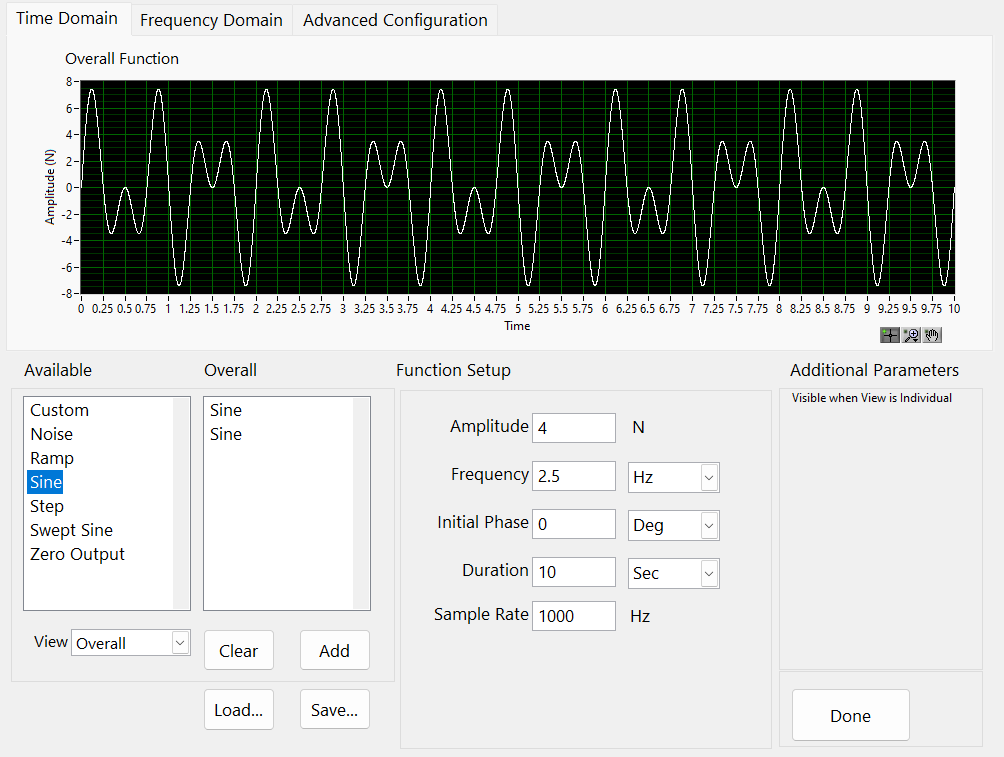 Time Domain Frequency Domain Advanced Configuration
Overall Function
8
6
4
2
0
-2
-4
-6
-8
Amplitude (N)
0 0.25 0.5 0.75 1 1.25 1.5 1.75 2 2.25 2.5 2.75 3 3.25 3.5 3.75 4 4.25 4.5 4.75 5 5.25 5.5 5.75 6 6.25 6.5 6.75 7 7.25 7.5 7.75 8 8.25 8.5 8.75 9 9.25 9.5 9.75 10
Time
Available
Custom
Noise
Ramp
Sine
Step
Swept Sine
Zero Output
View Overall
Overall
Sine
Sine
Clear Add
Load... Save...
Function Setup
Amplitude 4 N
Frequency 2.5 Hz
Initial Phase 0 Deg
Duration 10 Sec
Sample Rate 1000 Hz
Additional Parameters
Visible when View is Individual
Done